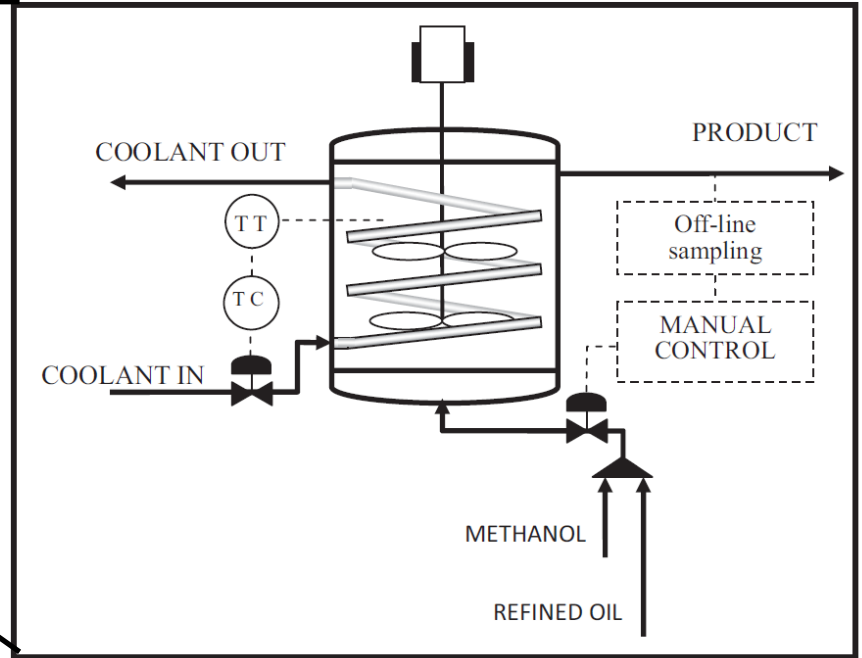 PRODUCT
COOLANT OUT
T T
Off-line
sampling
T C
MANUAL
CONTROL
COOLANT IN
METHANOL
REFINED OIL